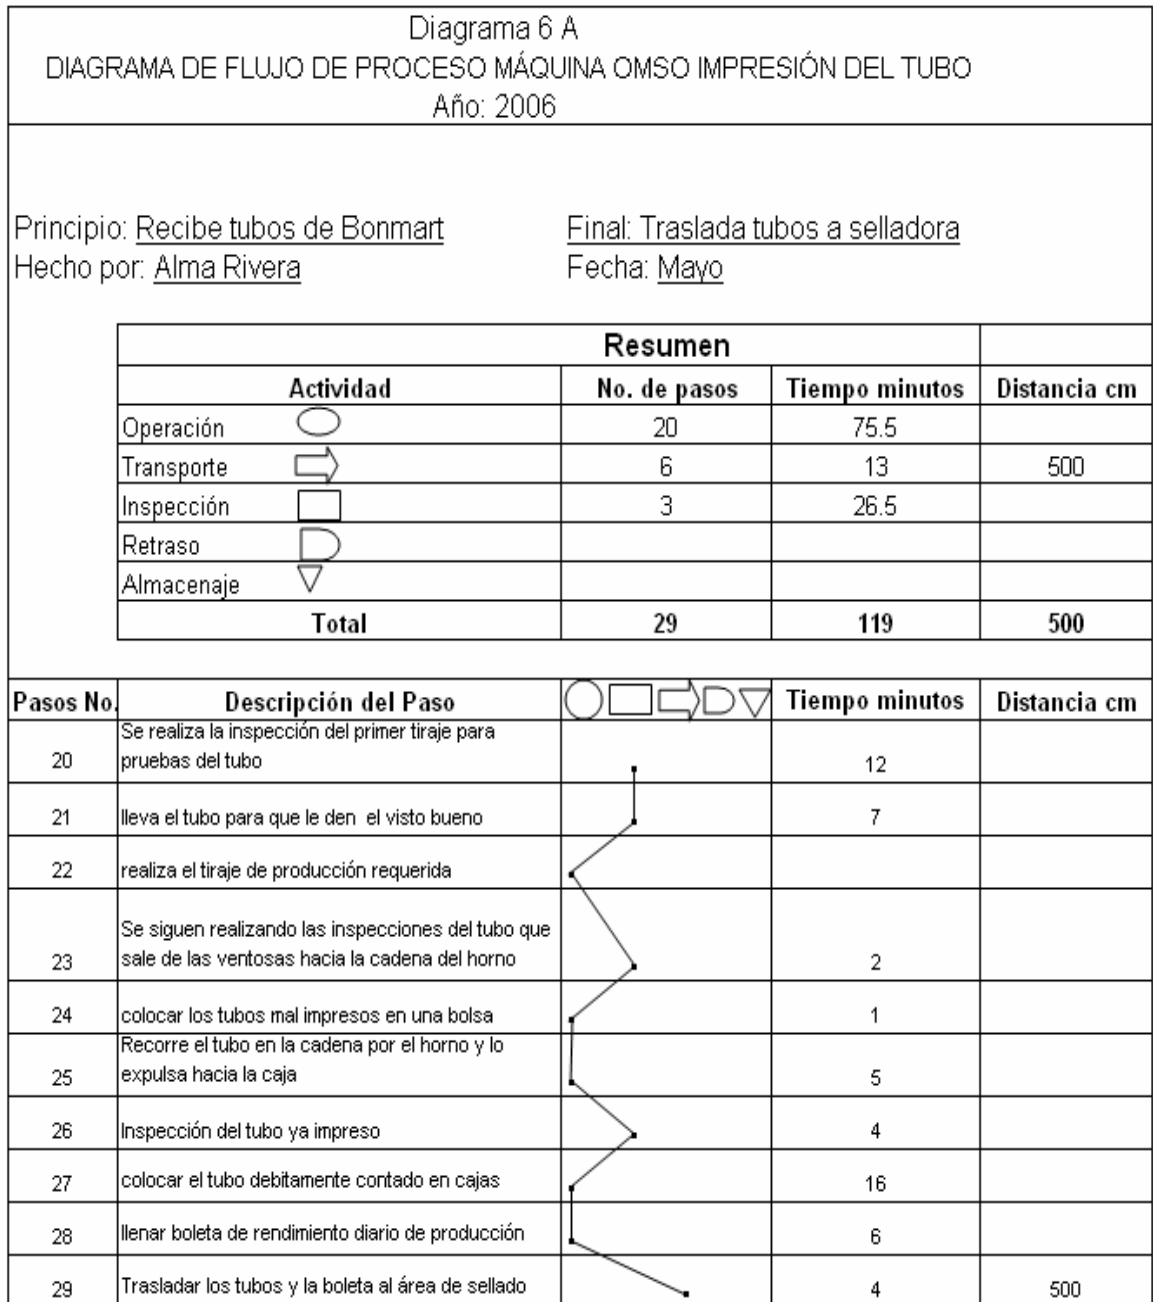 Diagrama 6 A
DIAGRAMA DE FLUJO DE PROCESO MÁQUINA OMSO IMPRESIÓN DEL TUBO
Año: 2006
Principio: Recibe tubos de Bonmart Final: Traslada tubos a selladora
Hecho por: Alma Rivera Fecha: Mayo
Resumen
Actividad No. de pasos Tiempo minutos Distancia cm
Operación 20 75.5
Transporte 6 13 500
Inspección 3 26.5
Retraso
Almacenaje
Total 29 119 500
Pasos No. Descripción del Paso Tiempo minutos Distancia cm
Se realiza la inspección del primer tiraje para
20 pruebas del tubo 12
21 lleva el tubo para que le den el visto bueno 7
22 realiza el tiraje de producción requerida
Se siguen realizando las inspecciones del tubo que
23 sale de las ventosas hacia la cadena del horno 2
24 colocar los tubos mal impresos en una bolsa 1
Recorre el tubo en la cadena por el horno y lo
25 expulsa hacia la caja 5
26 Inspección del tubo ya impreso 4
27 colocar el tubo debitamente contado en cajas 16
28 llenar boleta de rendimiento diario de producción 6
29 Trasladar los tubos y la boleta al área de sellado 4 500